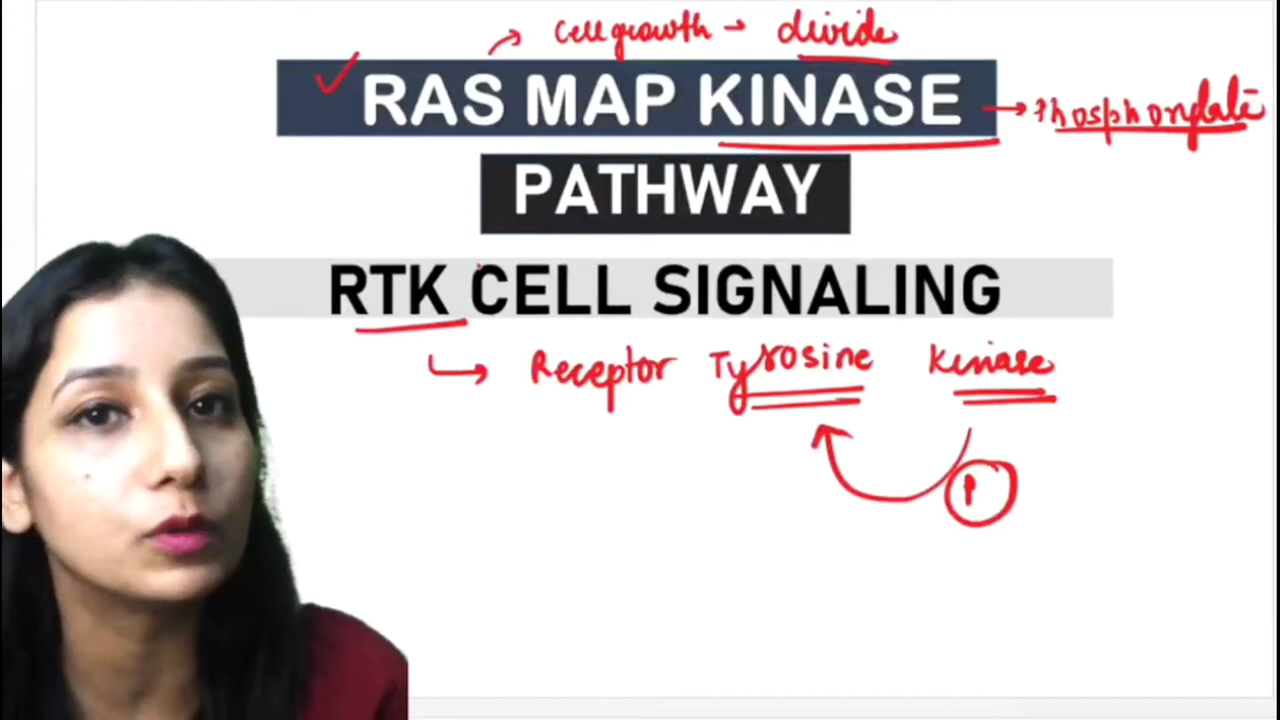 cell growth → divide
RAS MAP KINASE → Phosphorylate
PATHWAY
RTK CELL SIGNALING
↳ Receptor Tyrosine kinase
P